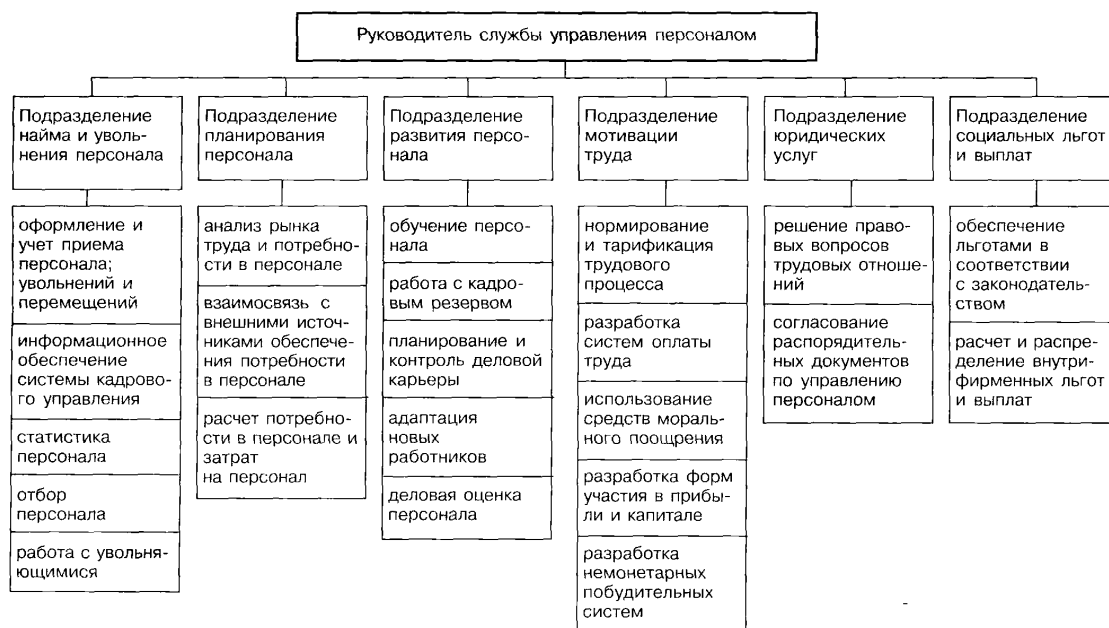 Руководитель службы управления персоналом
Подразделение
найма и уволь-
нения персонала
оформление и
учет приема
персонала;
увольнений и
перемещений
информационное
обеспечение
системы кадрово-
го управления
статистика
персонала
отбор
персонала
работа с увольня-
ющимися
Подразделение
планирования
персонала
анализ рынка
труда и потребно-
сти в персонале
взаимосвязь с
внешними источ-
никами обеспече-
ния потребности
в персонале
расчет потребно-
сти в персонале и
затрат
на персонал
Подразделение
развития персо-
нала
обучение персо-
нала
работа с кадро-
вым резервом
планирование и
контроль деловой
карьеры
адаптация
новых
работников
деловая оценка
персонала
Подразделение
мотивации
труда
нормирование
и тарификация
трудового
процесса
разработка
систем оплаты
труда
использование
средств мораль-
ного поощрения
разработка форм
участия в прибы-
ли и капитале
разработка
немонетарных
побудительных
систем
Подразделение
юридических
услуг
решение право-
вых вопросов
трудовых отноше-
ний
согласование
распорядитель-
ных документов
по управлению
персоналом
Подразделение
социальных льгот
и выплат
обеспечение
льготами в
соответствии
с законодатель-
ством
расчет и распре-
деление внутри-
фирменных льгот
и выплат